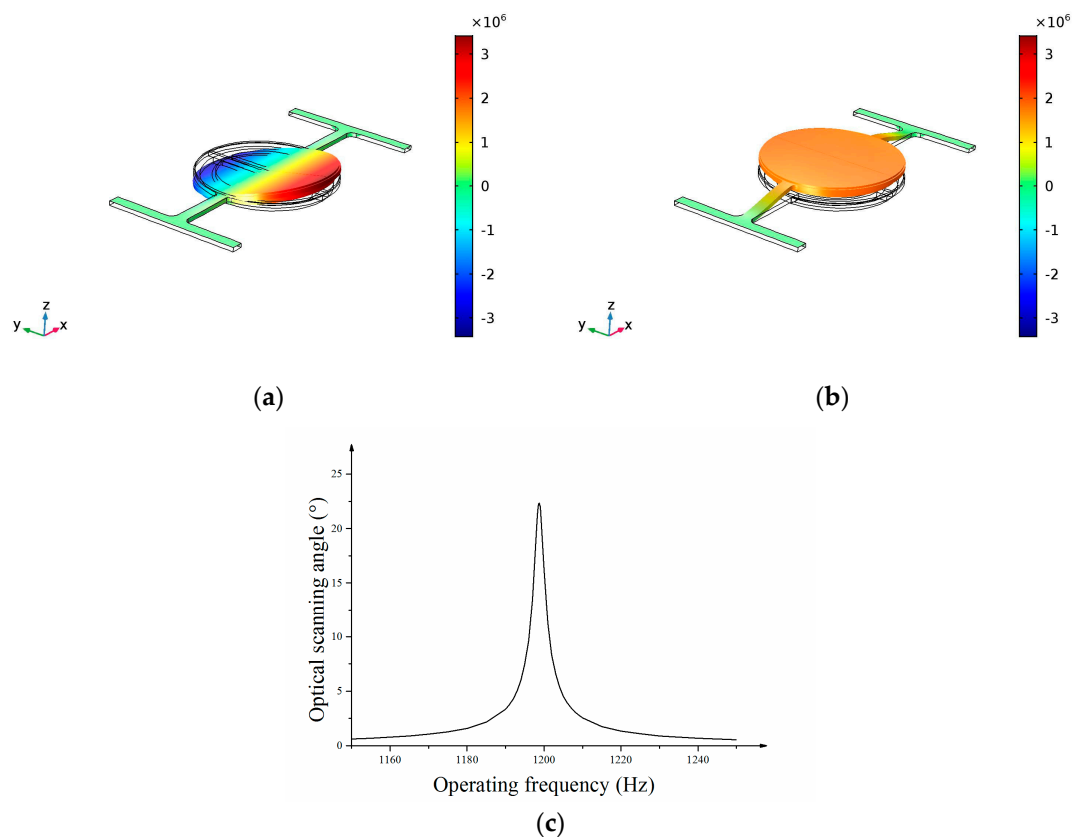 ×10⁶
3
2
1
0
-1
-2
-3
z
y
x
(a)
×10⁶
3
2
1
0
-1
-2
-3
z
y
x
(b)
Optical scanning angle (°)
25
20
15
10
5
0
1160 1180 1200 1220 1240
Operating frequency (Hz)
(c)